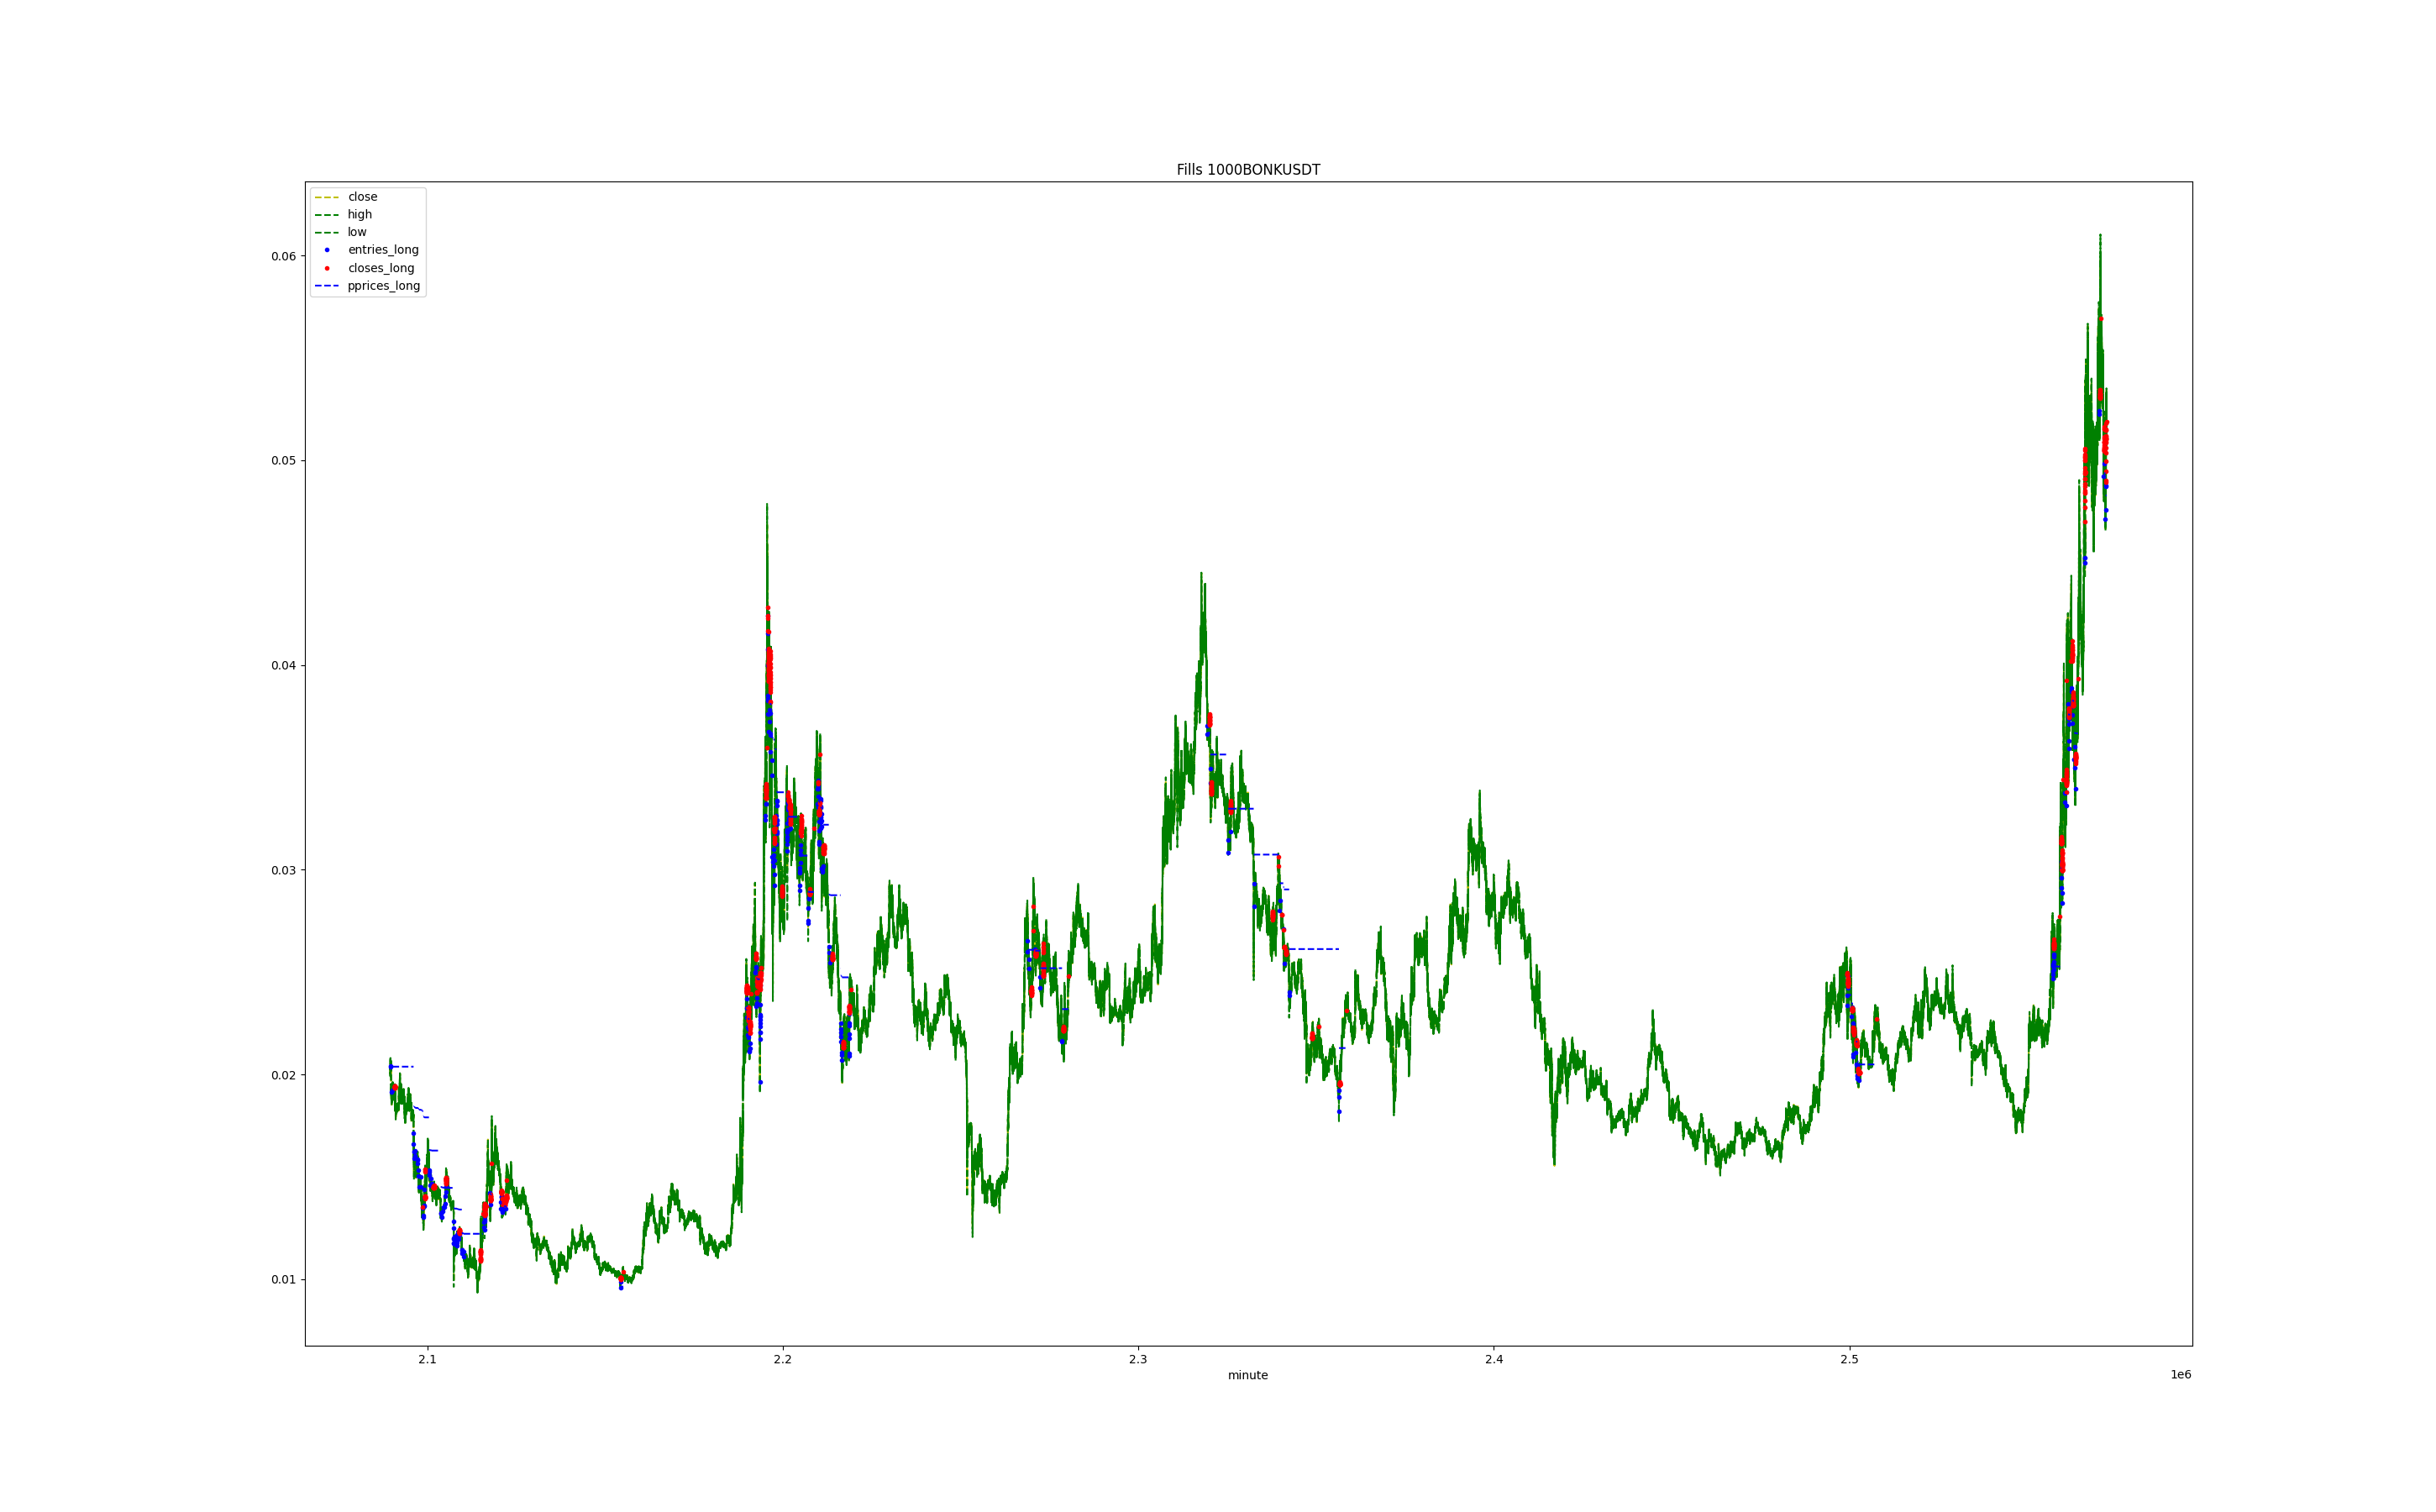 Fills 1000BONKUSDT
close
high
low
entries_long
closes_long
pprices_long
0.06
0.05
0.04
0.03
0.02
0.01
2.1 2.2 2.3 2.4 2.5
minute
1e6